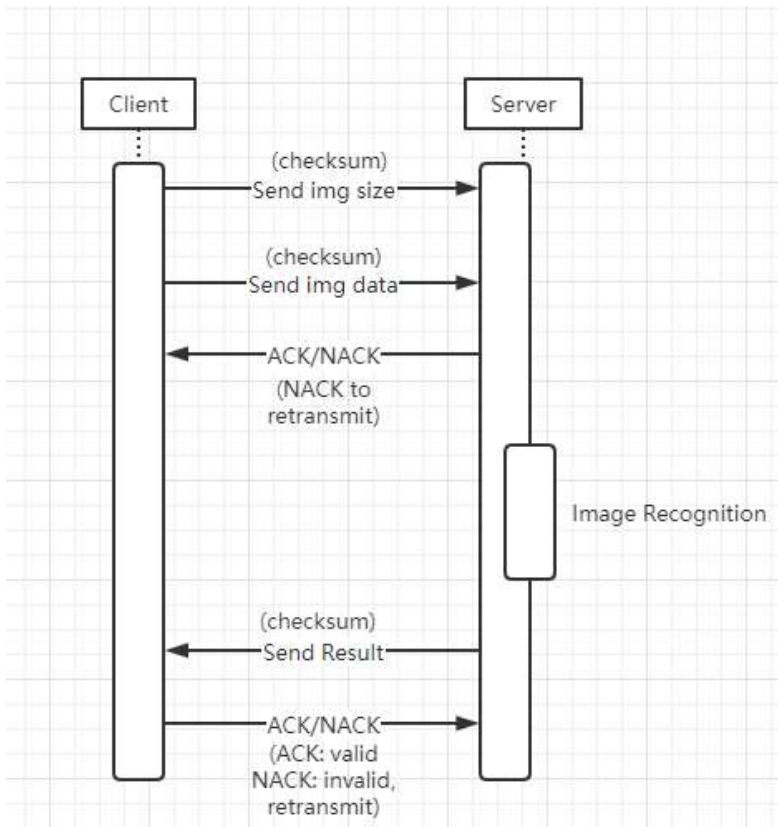 Client
Server
(checksum)
Send img size
(checksum)
Send img data
ACK/NACK
(NACK to
retransmit)
Image Recognition
(checksum)
Send Result
ACK/NACK
(ACK: valid
NACK: invalid,
retransmit)